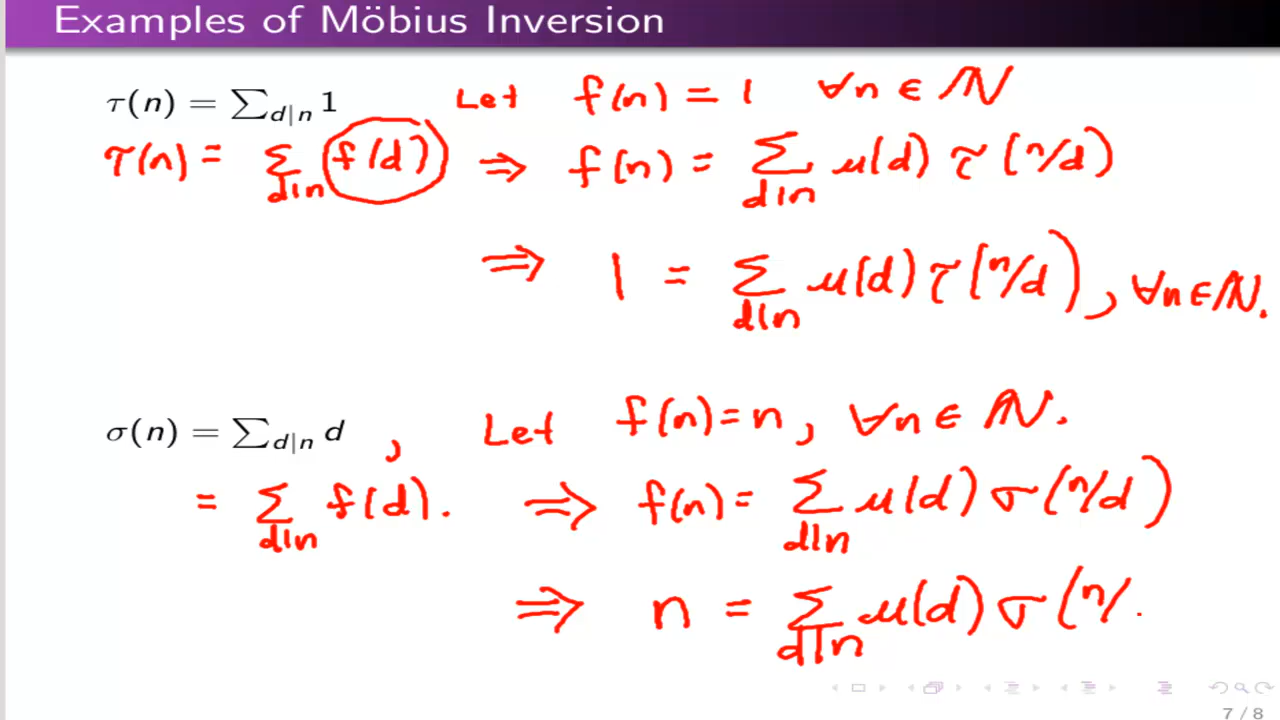 Examples of Möbius Inversion
τ(n) = ∑_{d|n} 1 Let f(n) = 1 ∀n ∈ ℕ
τ(n) = ∑_{d|n} f(d) ⇒ f(n) = ∑_{d|n} μ(d) τ(n/d)
⇒ 1 = ∑_{d|n} μ(d) τ(n/d), ∀n ∈ ℕ.
σ(n) = ∑_{d|n} d , Let f(n) = n, ∀n ∈ ℕ.
= ∑_{d|n} f(d). ⇒ f(n) = ∑_{d|n} μ(d) σ(n/d)
⇒ n = ∑_{d|n} μ(d) σ(n/.
7 / 8